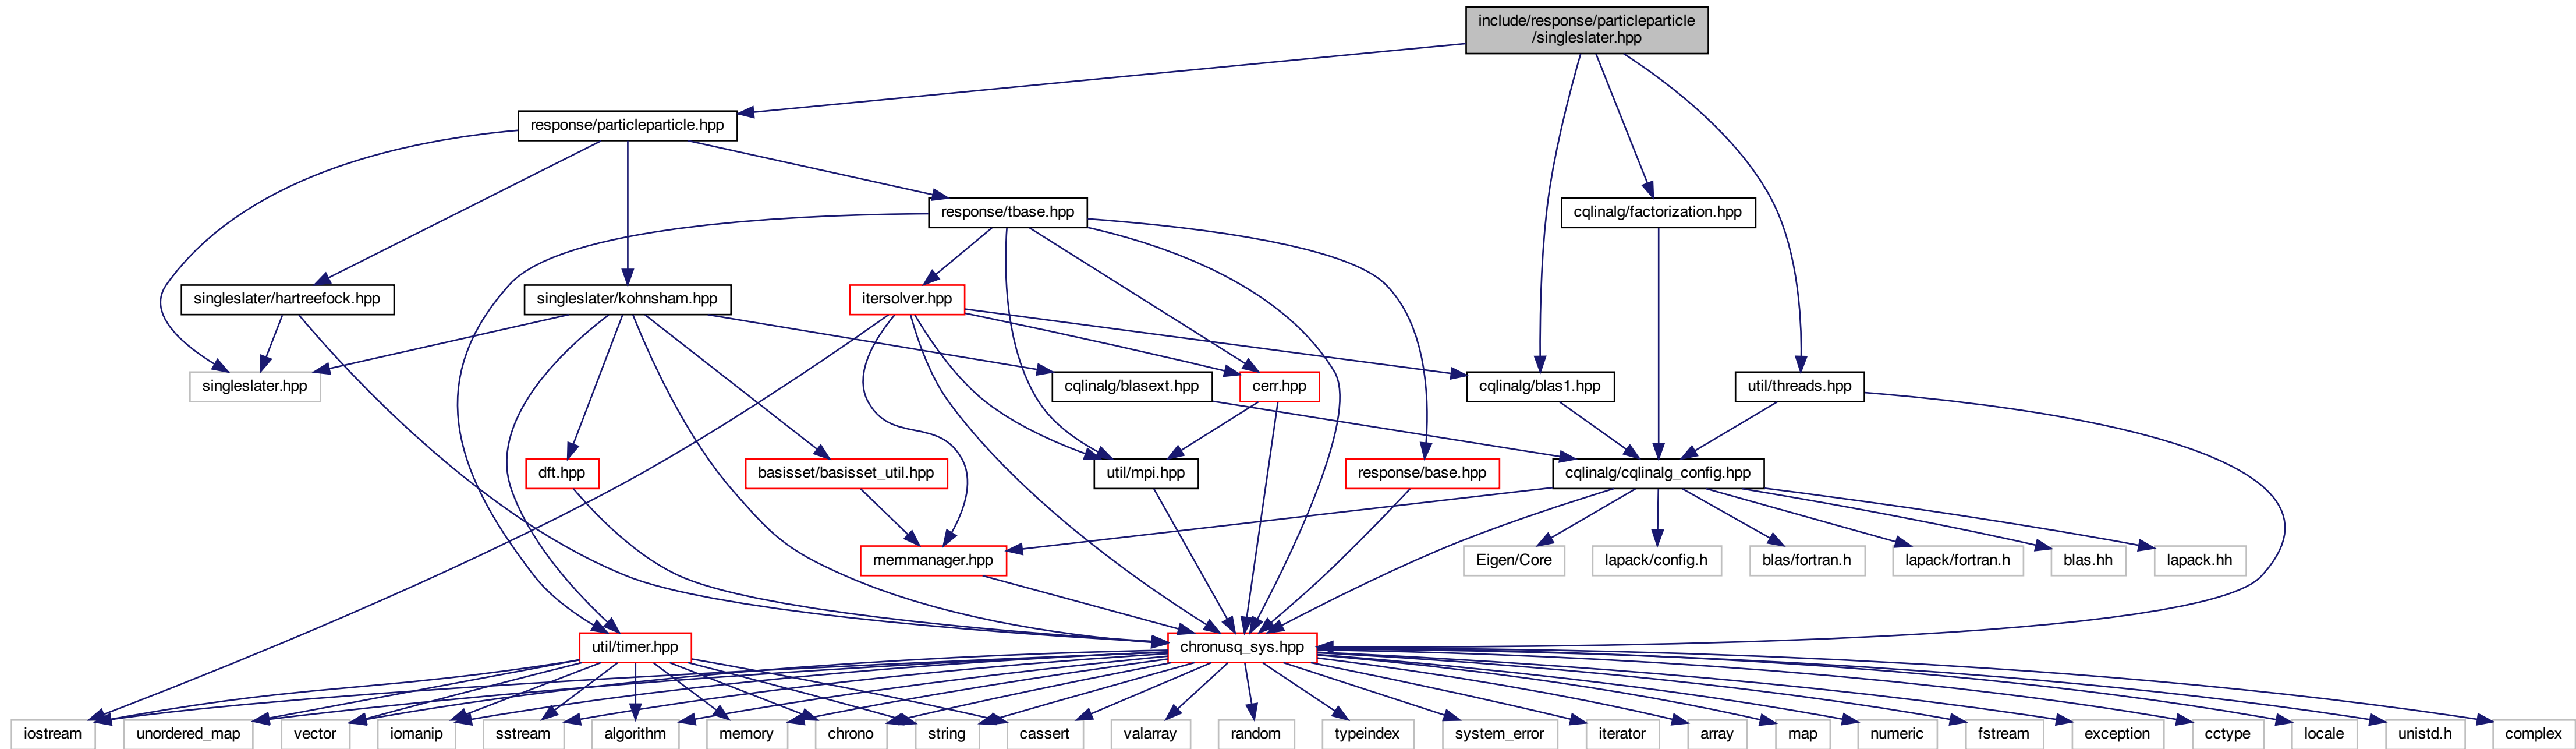 include/response/particleparticle
/singleslater.hpp
response/particleparticle.hpp
response/tbase.hpp
cqlinalg/factorization.hpp
singleslater/hartreefock.hpp
singleslater/kohnsham.hpp
itersolver.hpp
singleslater.hpp
cqlinalg/blasext.hpp
cerr.hpp
cqlinalg/blas1.hpp
util/threads.hpp
dft.hpp
basisset/basisset_util.hpp
util/mpi.hpp
response/base.hpp
cqlinalg/cqlinalg_config.hpp
memmanager.hpp
Eigen/Core
lapack/config.h
blas/fortran.h
lapack/fortran.h
blas.hh
lapack.hh
util/timer.hpp
chronusq_sys.hpp
iostream
unordered_map
vector
iomanip
sstream
algorithm
memory
chrono
string
cassert
valarray
random
typeindex
system_error
iterator
array
map
numeric
fstream
exception
cctype
locale
unistd.h
complex